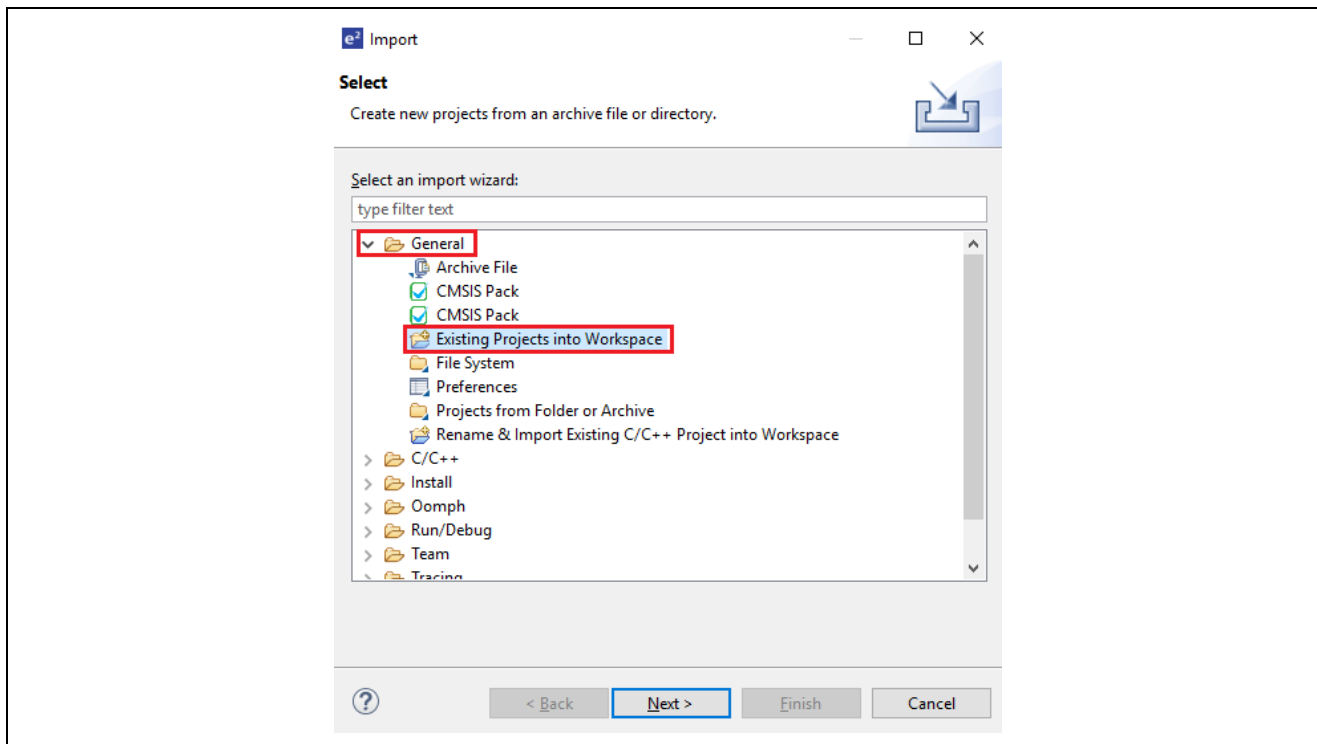 e² Import
Select
Create new projects from an archive file or directory.
Select an import wizard:
type filter text
General
Archive File
CMSIS Pack
CMSIS Pack
Existing Projects into Workspace
File System
Preferences
Projects from Folder or Archive
Rename & Import Existing C/C++ Project into Workspace
C/C++
Install
Oomph
Run/Debug
Team
Tracing
?
< Back Next > Finish Cancel